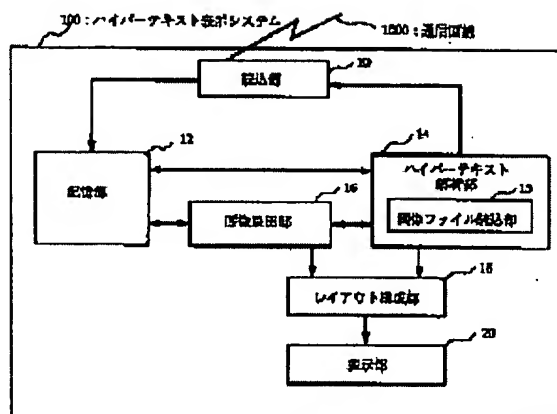 100：ハイパーテキスト表示システム
1000：通信回線
10
読込部
12
記憶部
14
ハイパーテキスト
解析部
15
画像ファイル読込部
16
画像展開部
18
レイアウト構成部
20
表示部